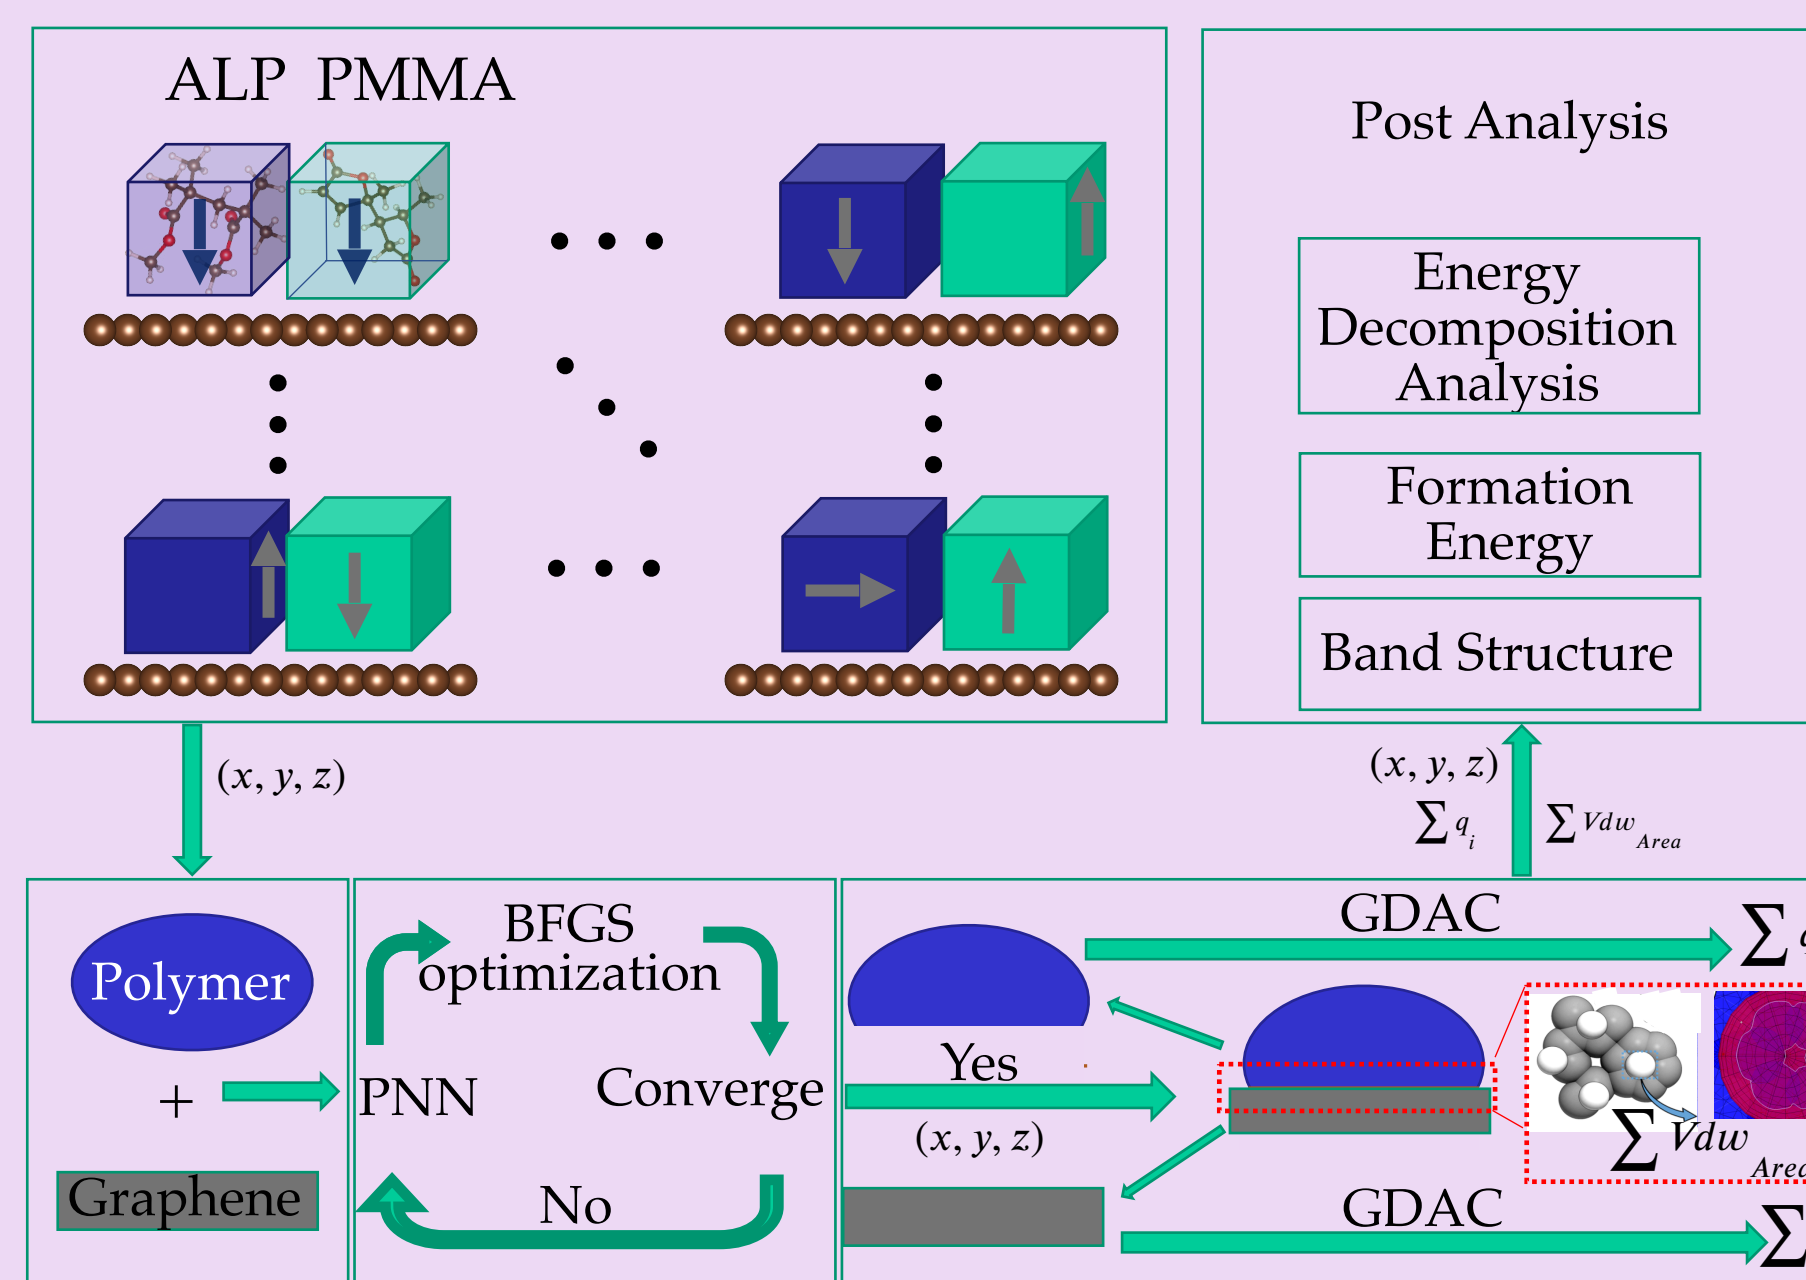 ALP PMMA
Post Analysis
Energy
Decomposition
Analysis
Formation
Energy
Band Structure
(x, y, z)
(x, y, z)
∑ q_i
∑ Vdw_Area
Polymer
+
Graphene
BFGS
optimization
PNN
Converge
No
Yes
(x, y, z)
GDAC
∑
∑ Vdw_Area
GDAC
∑